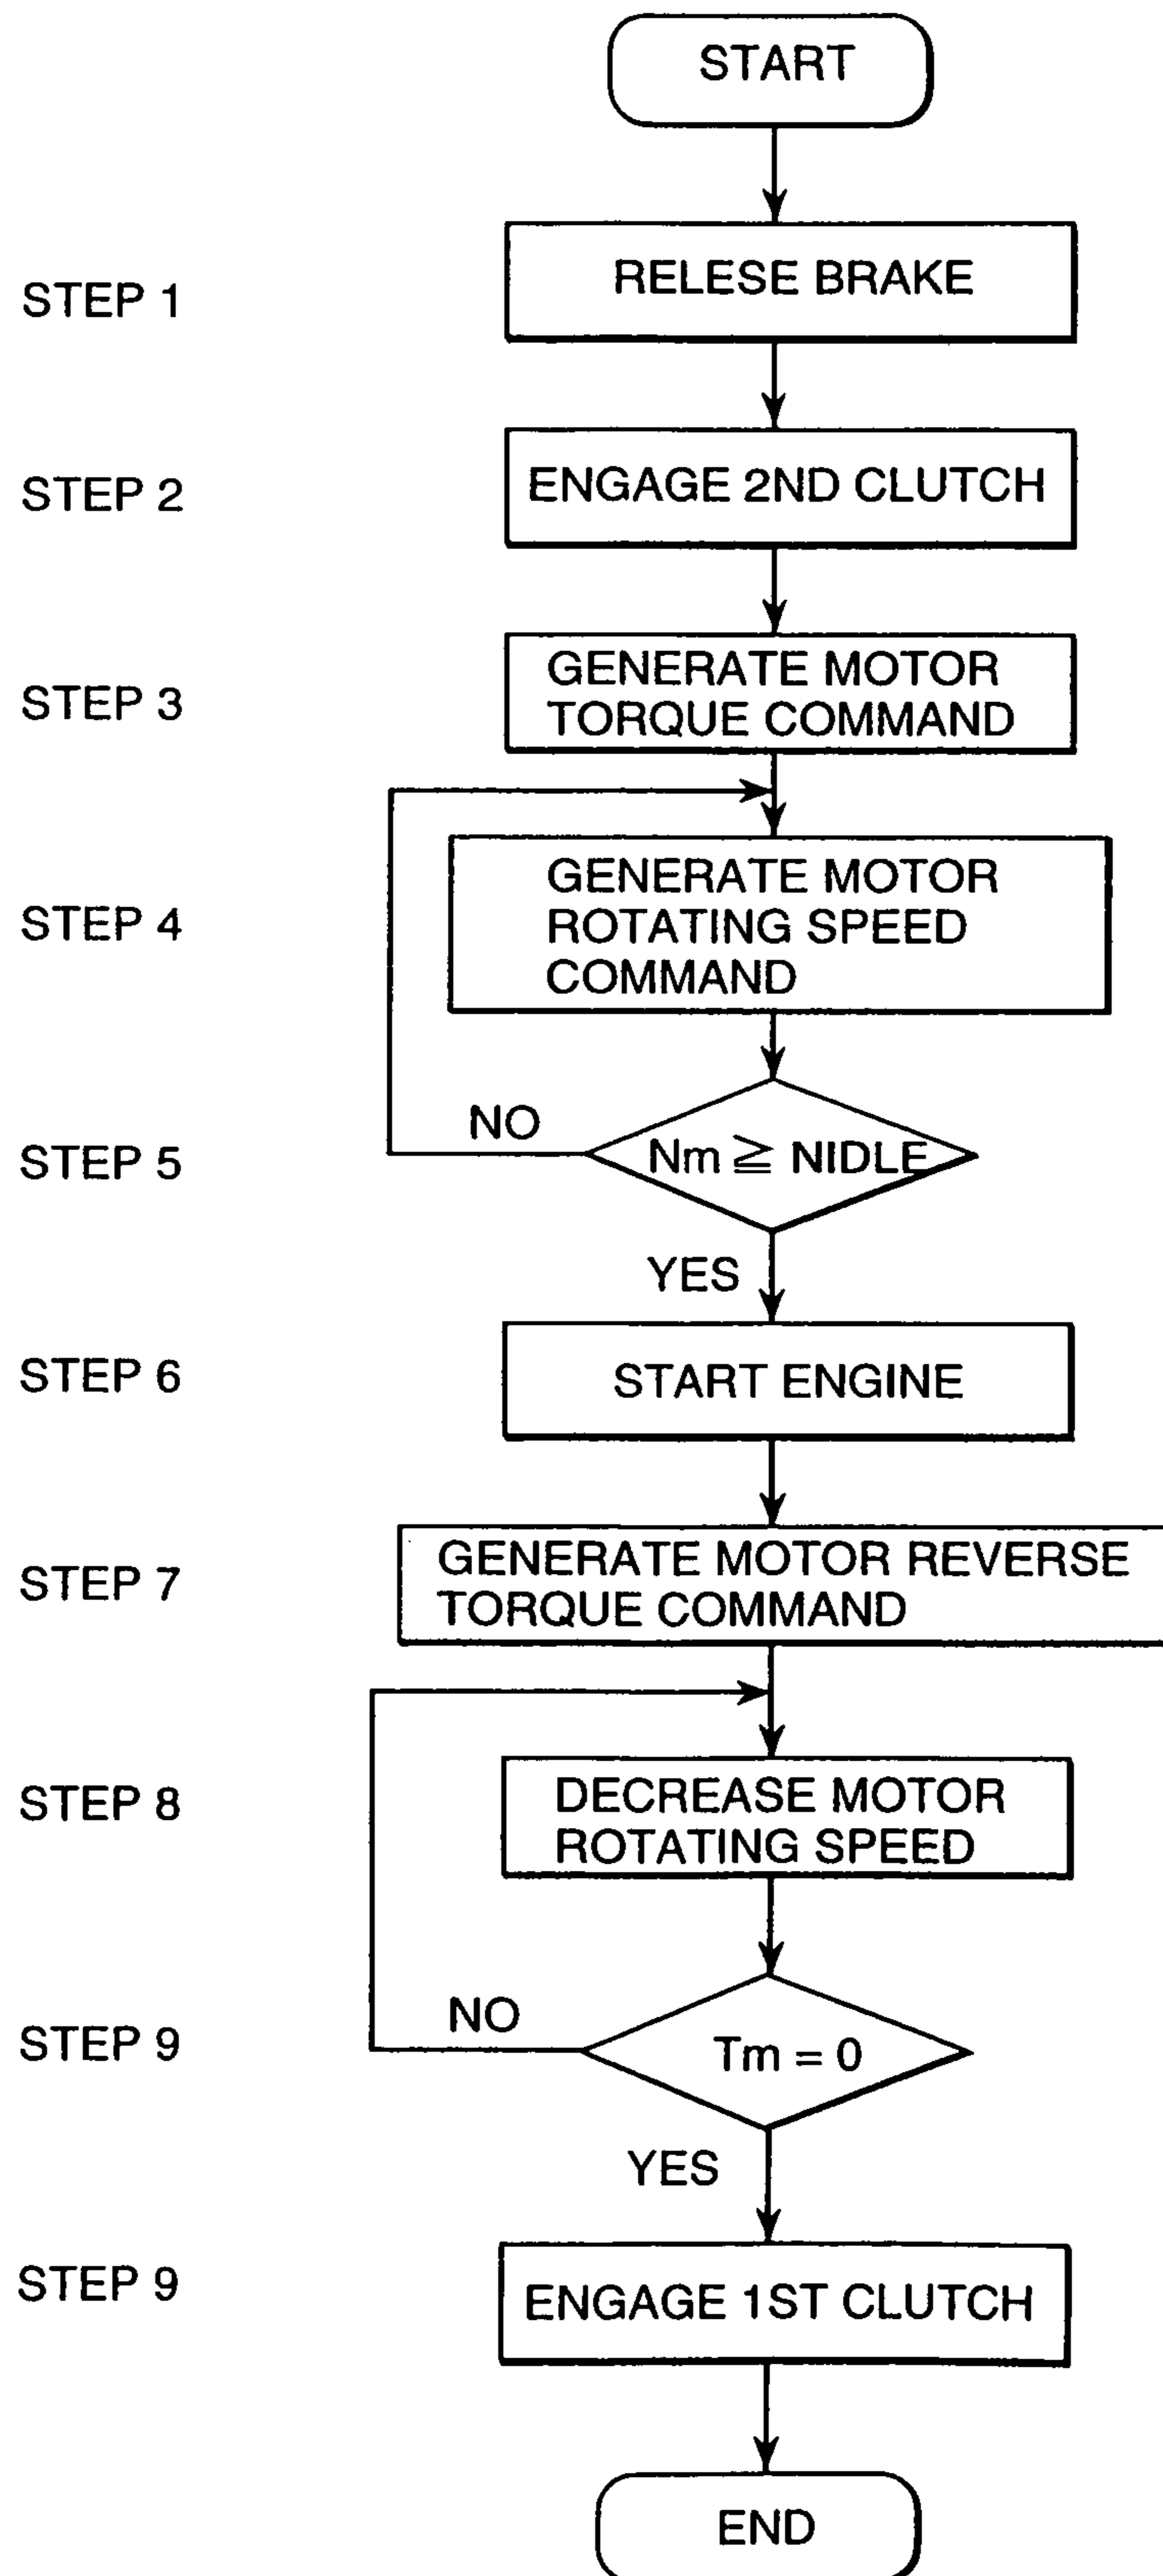 START
STEP 1
RELESE BRAKE
STEP 2
ENGAGE 2ND CLUTCH
STEP 3
GENERATE MOTOR
TORQUE COMMAND
STEP 4
GENERATE MOTOR
ROTATING SPEED
COMMAND
STEP 5
NO
Nm ≧ NIDLE
YES
STEP 6
START ENGINE
STEP 7
GENERATE MOTOR REVERSE
TORQUE COMMAND
STEP 8
DECREASE MOTOR
ROTATING SPEED
STEP 9
NO
Tm = 0
YES
STEP 9
ENGAGE 1ST CLUTCH
END